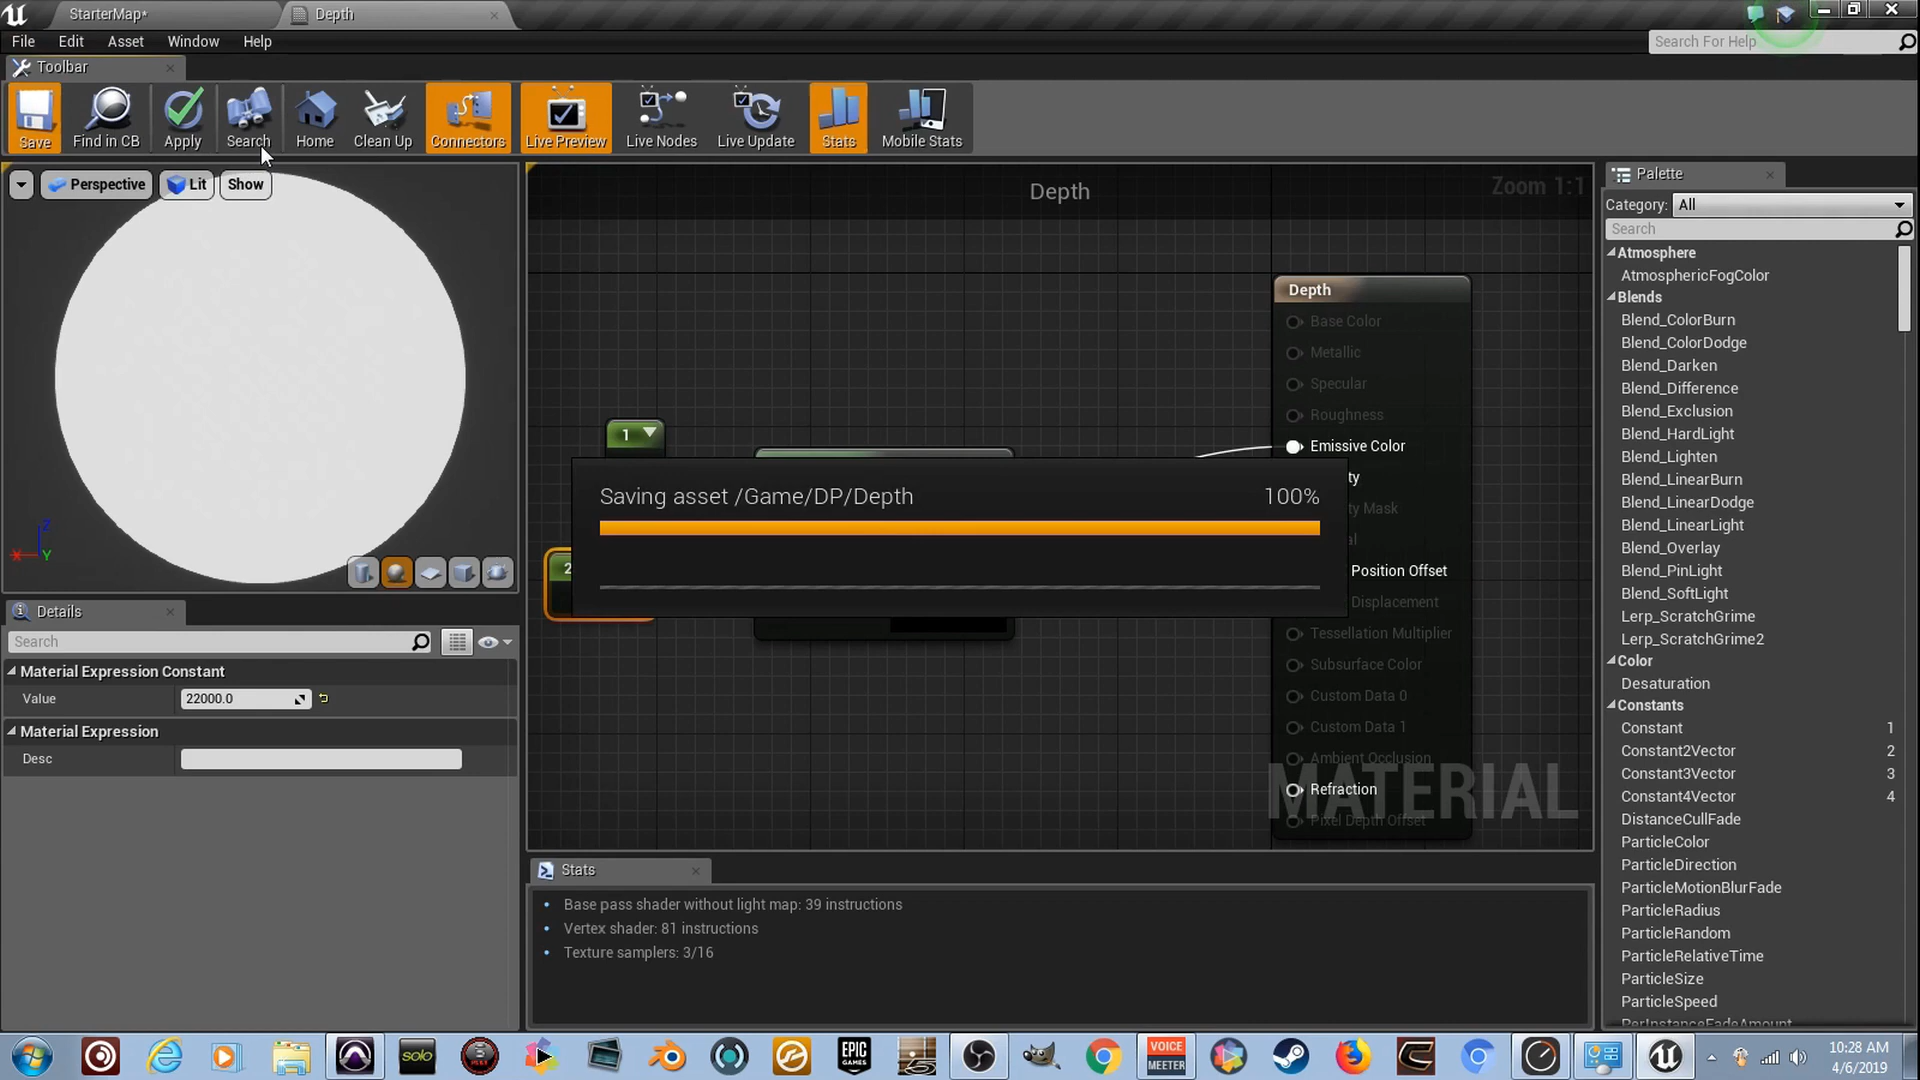 StarterMap*
Depth
File Edit Asset Window Help
Search For Help
Toolbar
Save Find in CB Apply Search Home Clean Up Connectors Live Preview Live Nodes Live Update Stats Mobile Stats
Perspective Lit Show
Depth
Zoom 1:1
Palette
Category: All
Search
Atmosphere
AtmosphericFogColor
Blends
Blend_ColorBurn
Blend_ColorDodge
Blend_Darken
Blend_Difference
Blend_Exclusion
Blend_HardLight
Blend_Lighten
Blend_LinearBurn
Blend_LinearDodge
Blend_LinearLight
Blend_Overlay
Blend_PinLight
Blend_SoftLight
Lerp_ScratchGrime
Lerp_ScratchGrime2
Color
Desaturation
Constants
Constant 1
Constant2Vector 2
Constant3Vector 3
Constant4Vector 4
DistanceCullFade
ParticleColor
ParticleDirection
ParticleMotionBlurFade
ParticleRadius
ParticleRandom
ParticleRelativeTime
ParticleSize
ParticleSpeed
PerInstanceFadeAmount
Depth
Base Color
Metallic
Specular
Roughness
Emissive Color
ty
ty Mask
al
Position Offset
Displacement
Tessellation Multiplier
Subsurface Color
Custom Data 0
Custom Data 1
Ambient Occlusion
Refraction
Pixel Depth Offset
MATERIAL
1
2
Saving asset /Game/DP/Depth 100%
X Y Z
Details
Search
Material Expression Constant
Value 22000.0
Material Expression
Desc
Stats
Base pass shader without light map: 39 instructions
Vertex shader: 81 instructions
Texture samplers: 3/16
solo
EPIC
GAMES
VOICE
MEETER
10:28 AM
4/6/2019